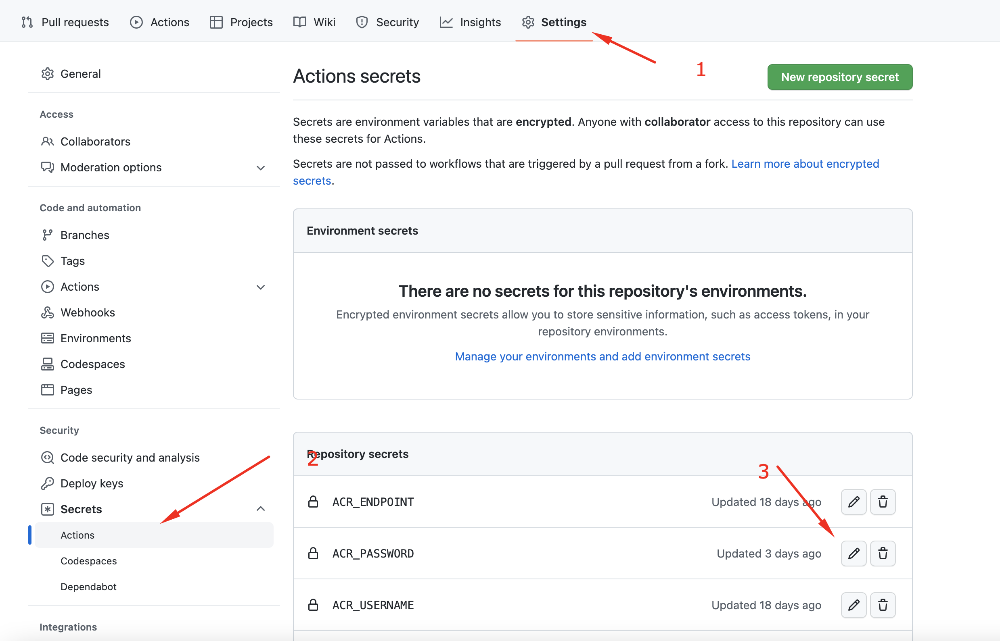 Pull requests
Actions
Projects
Wiki
Security
Insights
Settings
1
General
Access
Collaborators
Moderation options
Code and automation
Branches
Tags
Actions
Webhooks
Environments
Codespaces
Pages
Security
Code security and analysis
Deploy keys
Secrets
Actions
Codespaces
Dependabot
Integrations
Actions secrets
New repository secret
Secrets are environment variables that are encrypted. Anyone with collaborator access to this repository can use
these secrets for Actions.
Secrets are not passed to workflows that are triggered by a pull request from a fork. Learn more about encrypted
secrets.
Environment secrets
There are no secrets for this repository's environments.
Encrypted environment secrets allow you to store sensitive information, such as access tokens, in your
repository environments.
Manage your environments and add environment secrets
Repository secrets
2
3
ACR_ENDPOINT
Updated 18 days ago
ACR_PASSWORD
Updated 3 days ago
ACR_USERNAME
Updated 18 days ago